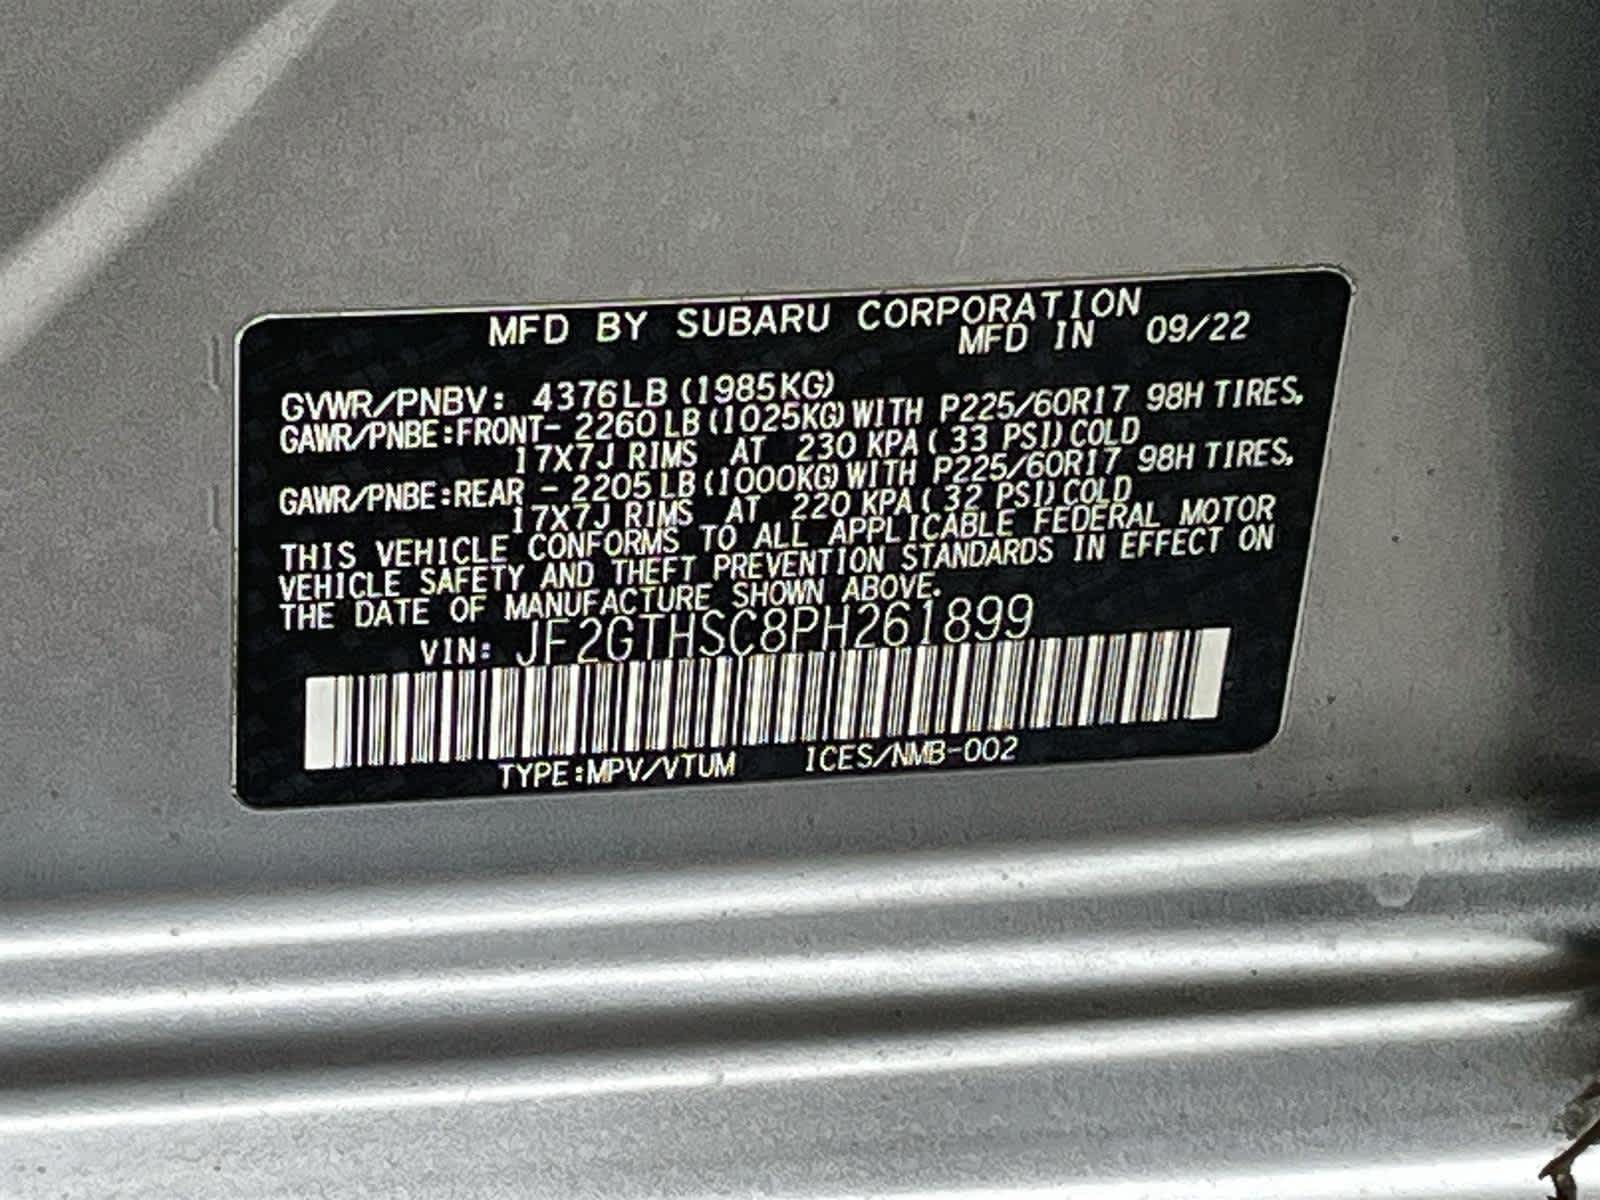 MFD BY SUBARU CORPORATION
MFD IN 09/22
GVWR/PNBV: 4376LB (1985KG)
GAWR/PNBE:FRONT- 2260LB (1025KG)WITH P225/60R17 98H TIRES,
17X7J RIMS AT 230 KPA( 33 PSI)COLD
GAWR/PNBE:REAR - 2205LB (1000KG)WITH P225/60R17 98H TIRES,
17X7J RIMS AT 220 KPA( 32 PSI)COLD
THIS VEHICLE CONFORMS TO ALL APPLICABLE FEDERAL MOTOR
VEHICLE SAFETY AND THEFT PREVENTION STANDARDS IN EFFECT ON
THE DATE OF MANUFACTURE SHOWN ABOVE.
VIN: JF2GTHSC8PH261899
TYPE:MPV/VTUM ICES/NMB-002